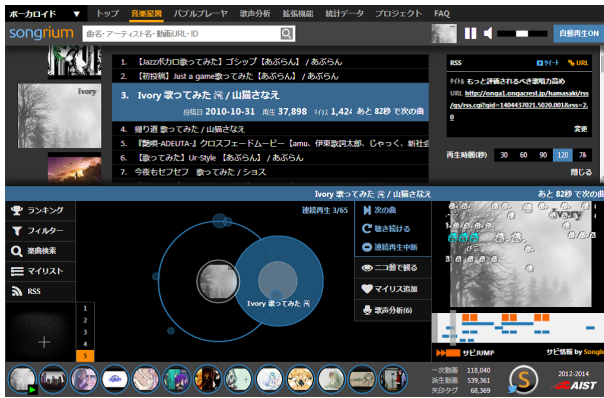 ボーカロイド ▼ トップ 音楽星図 バブルプレーヤ 歌声分析 拡張機能 統計データ プロジェクト FAQ
songrium 曲名・アーティスト名・動画URL・ID 自動再生ON
1. 【Jazzボカロ歌ってみた】ゴシップ【あぶらん】 / あぶらん
2. 【初投稿】Just a game歌ってみた【あぶらん】 / あぶらん
3. Ivory 歌ってみた / 山猫さなえ
投稿日 2010-10-31 再生 37,898 マイリス 1,424 あと 82秒 で次の曲
4. 帰り道 歌ってみた / 山猫さなえ
5. 『艶唄-ADEUTA-』クロスフェードムービー【amu、伊東歌詞太郎、じゃっく、新社会
6. 【歌ってみた】Ur-Style 【あぶらん】 / あぶらん
7. 今夜もセフセフ 歌ってみた / ショス
Ivory
RSS サイト URL
タイトル もっと評価されるべき歌唱力高め
URL http://onga1.ongacrest.jp/hamasaki/rss
/qs/rss.cgi?qid=1404437021.5020.001&rss=2.
0
変更
再生時間(秒) 30 60 90 120 フル
閉じる
Ivory 歌ってみた / 山猫さなえ あと 82秒 で次の曲
ランキング
フィルター
楽曲検索
マイリスト
RSS
1
2
3
4
5
連続再生 3/65
Ivory 歌ってみた
次の曲
聴き続ける
連続再生中断
ニコ動で観る
マイリス追加
歌声分析(6)
Ivory
サビJUMP サビ情報 by Songle
一次動画 118,040
派生動画 539,361
矢印タグ 68,369
S
2012-2014
AIST